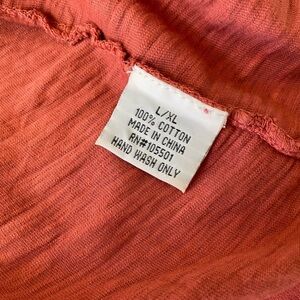 L/XL
100% COTTON
MADE IN CHINA
RN#105501
HAND WASH ONLY